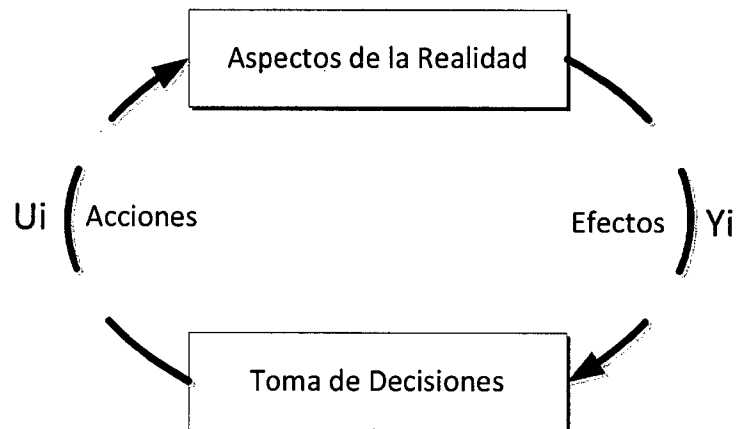 Aspectos de la Realidad
Ui
Acciones
Efectos
Yi
Toma de Decisiones